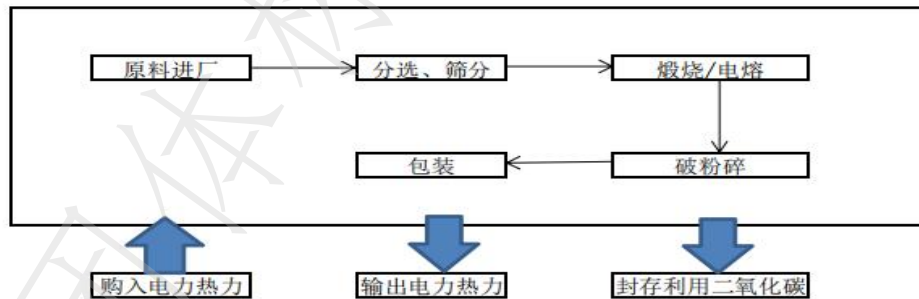 原料进厂
分选、筛分
煅烧/电熔
包装
破粉碎
购入电力热力
输出电力热力
封存利用二氧化碳